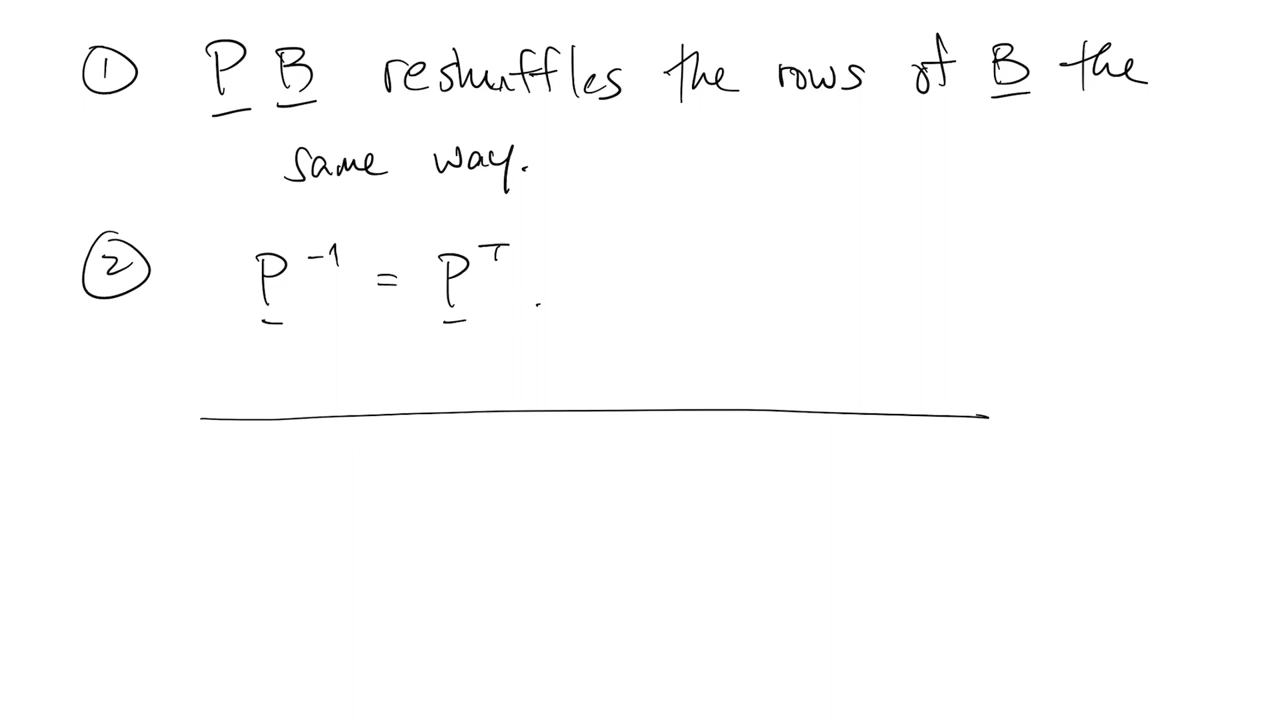 ① P B reshuffles the rows of B the
same way.
② P⁻¹ = Pᵀ.